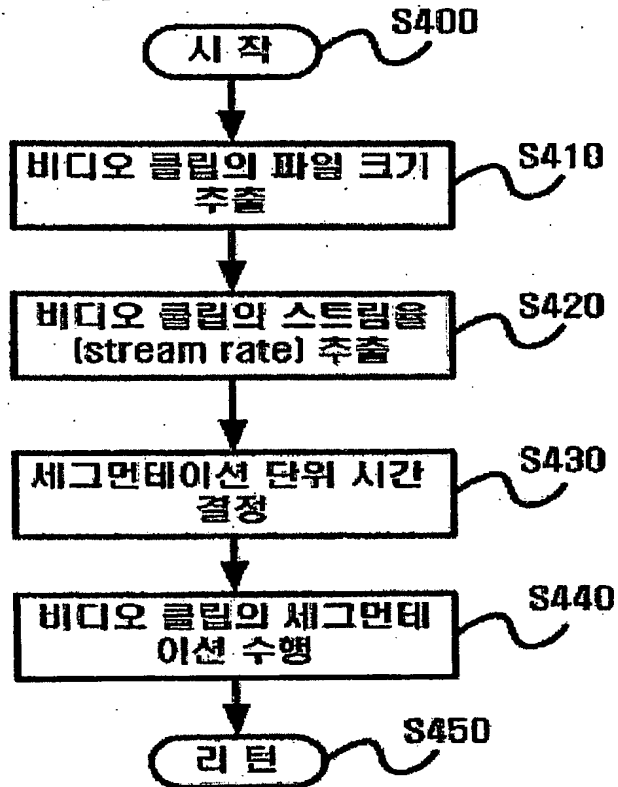 시 작
S400
비디오 클립의 파일 크기
추출
S410
비디오 클립의 스트림율
(stream rate) 추출
S420
세그먼테이션 단위 시간
결정
S430
비디오 클립의 세그먼테
이션 수행
S440
리 턴
S450